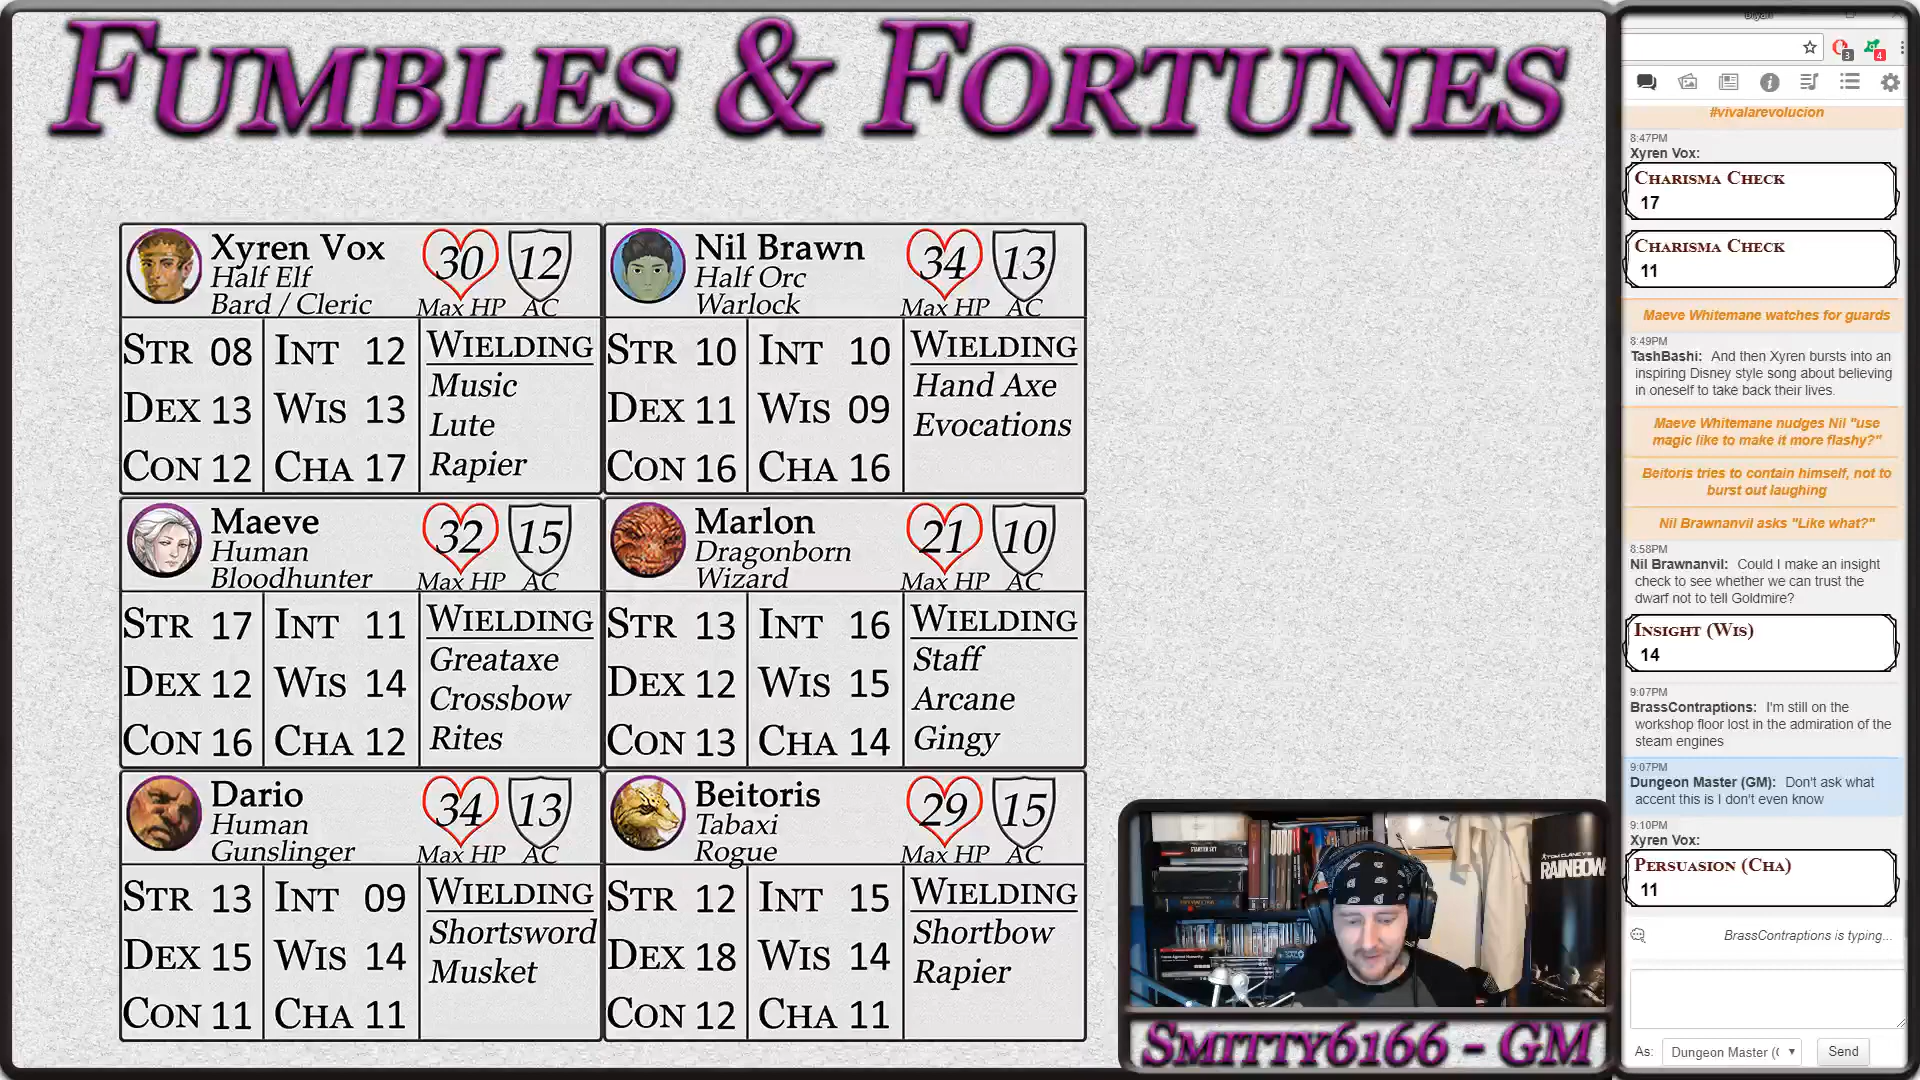 FUMBLES & FORTUNES
Xyren Vox
Half Elf
Bard / Cleric
30
Max HP
12
AC
STR 08
DEX 13
CON 12
INT 12
WIS 13
CHA 17
WIELDING
Music
Lute
Rapier
Nil Brawn
Half Orc
Warlock
34
Max HP
13
AC
STR 10
DEX 11
CON 16
INT 10
WIS 09
CHA 16
WIELDING
Hand Axe
Evocations
Maeve
Human
Bloodhunter
32
Max HP
15
AC
STR 17
DEX 12
CON 16
INT 11
WIS 14
CHA 12
WIELDING
Greataxe
Crossbow
Rites
Marlon
Dragonborn
Wizard
21
Max HP
10
AC
STR 13
DEX 12
CON 13
INT 16
WIS 15
CHA 14
WIELDING
Staff
Arcane
Gingy
Dario
Human
Gunslinger
34
Max HP
13
AC
STR 13
DEX 15
CON 11
INT 09
WIS 14
CHA 11
WIELDING
Shortsword
Musket
Beitoris
Tabaxi
Rogue
29
Max HP
15
AC
STR 12
DEX 18
CON 12
INT 15
WIS 14
CHA 11
WIELDING
Shortbow
Rapier
STARTER SET
TOM CLANCY'S
RAINBOW
SMITTY6166 - GM
3
4
#vivalarevolucion
8:47PM
Xyren Vox:
CHARISMA CHECK
17
CHARISMA CHECK
11
Maeve Whitemane watches for guards
8:49PM
TashBashi: And then Xyren bursts into an
inspiring Disney style song about believing
in oneself to take back their lives.
Maeve Whitemane nudges Nil "use
magic like to make it more flashy?"
Beitoris tries to contain himself, not to
burst out laughing
Nil Brawnanvil asks "Like what?"
8:58PM
Nil Brawnanvil: Could I make an insight
check to see whether we can trust the
dwarf not to tell Goldmire?
INSIGHT (WIS)
14
9:07PM
BrassContraptions: I'm still on the
workshop floor lost in the admiration of the
steam engines
9:07PM
Dungeon Master (GM): Don't ask what
accent this is I don't even know
9:10PM
Xyren Vox:
PERSUASION (CHA)
11
BrassContraptions is typing...
As: Dungeon Master (
Send